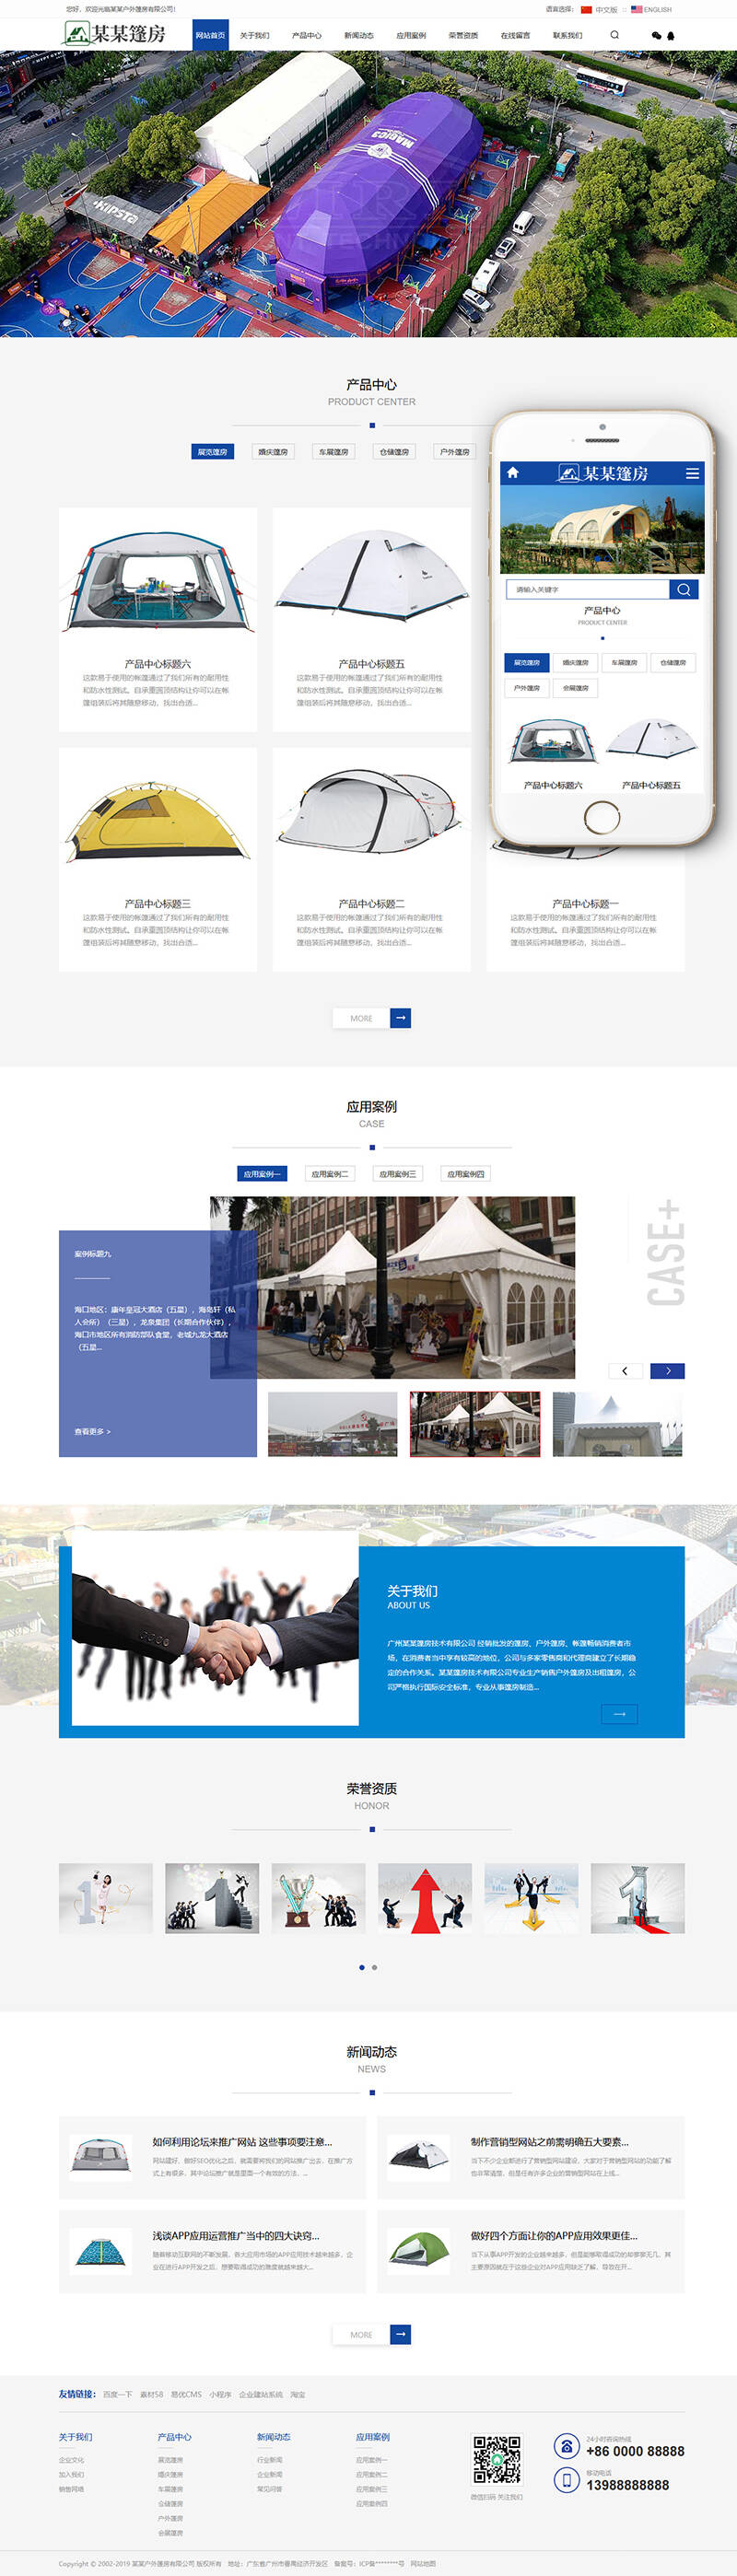 您好，欢迎光临某某户外篷房有限公司！
语言选择： 中文版 :: ENGLISH
某某篷房
网站首页 关于我们 产品中心 新闻动态 应用案例 荣誉资质 在线留言 联系我们
MAGIC3
KIPSTA
产品中心
PRODUCT CENTER
展览篷房 婚庆篷房 车展篷房 仓储篷房 户外篷房
某某篷房
请输入关键字
产品中心
PRODUCT CENTER
展览篷房 婚庆篷房 车展篷房 仓储篷房
户外篷房 会展篷房
产品中心标题六 产品中心标题五
产品中心标题六
这款易于使用的帐篷通过了我们所有的耐用性
和防水性测试。自承重圆顶结构让你可以在帐
篷组装后将其随意移动，找出合适...
产品中心标题五
这款易于使用的帐篷通过了我们所有的耐用性
和防水性测试。自承重圆顶结构让你可以在帐
篷组装后将其随意移动，找出合适...
产品中心标题三
这款易于使用的帐篷通过了我们所有的耐用性
和防水性测试。自承重圆顶结构让你可以在帐
篷组装后将其随意移动，找出合适...
产品中心标题二
这款易于使用的帐篷通过了我们所有的耐用性
和防水性测试。自承重圆顶结构让你可以在帐
篷组装后将其随意移动，找出合适...
产品中心标题一
这款易于使用的帐篷通过了我们所有的耐用性
和防水性测试。自承重圆顶结构让你可以在帐
篷组装后将其随意移动，找出合适...
MORE
应用案例
CASE
应用案例一 应用案例二 应用案例三 应用案例四
CASE+
案例标题九
海口地区：康年皇冠大酒店（五星），海岛轩（私
人会所）（三星），龙泉集团（长期合作伙伴），
海口市地区所有消防部队食堂，老城九龙大酒店
（五星...
查看更多 >
关于我们
ABOUT US
广州某某篷房技术有限公司 经销批发的篷房、户外篷房、帐篷畅销消费者市
场，在消费者当中享有较高的地位，公司与多家零售商和代理商建立了长期稳
定的合作关系。某某篷房技术有限公司专业生产销售户外篷房及出租篷房，公
司严格执行国际安全标准，专业从事篷房制造...
荣誉资质
HONOR
新闻动态
NEWS
如何利用论坛来推广网站 这些事项要注意...
网站建好，做好SEO优化之后，就需要将我们的网站推广出去，在推广方
式上有很多，其中论坛推广就是里面一个有效的方法，...
制作营销型网站之前需明确五大要素...
当下不少企业都进行了营销型网站建设，大家对于营销型网站的功能了解
也非常清楚，但是任有许多企业的营销型网站在上线...
浅谈APP应用运营推广当中的四大诀窍...
随着移动互联网的不断发展，各大应用市场的APP应用技术越来越多，企
业在进行APP开发之后，想要取得成功的难度就越来越大...
做好四个方面让你的APP应用效果更佳...
当下从事APP开发的企业越来越多，但是能够取得成功的却寥寥无几，其
主要原因就在于这些企业对APP应用缺乏了解，导致在开...
MORE
友情链接： 百度一下 素材58 易优CMS 小程序 企业建站系统 淘宝
关于我们
企业文化
加入我们
销售网络
产品中心
展览篷房
婚庆篷房
车展篷房
仓储篷房
户外篷房
会展篷房
新闻动态
行业新闻
企业新闻
常见问答
应用案例
应用案例一
应用案例二
应用案例三
应用案例四
微信扫码 关注我们
24小时咨询热线
+86 0000 88888
移动电话
13988888888
Copyright © 2002-2019 某某户外篷房有限公司 版权所有 地址：广东省广州市番禺经济开发区 备案号：ICP备********号 网站地图